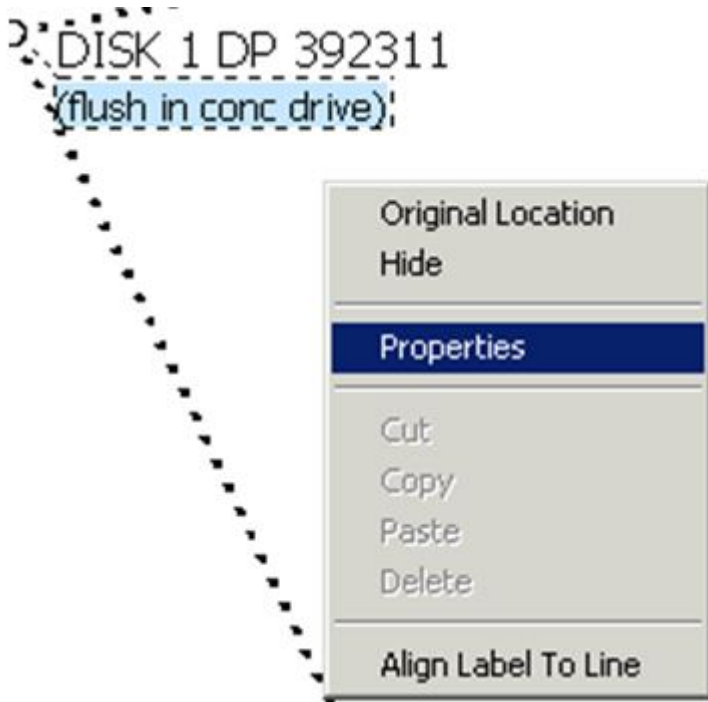 DISK 1 DP 392311
(flush in conc drive)
Original Location
Hide
Properties
Cut
Copy
Paste
Delete
Align Label To Line